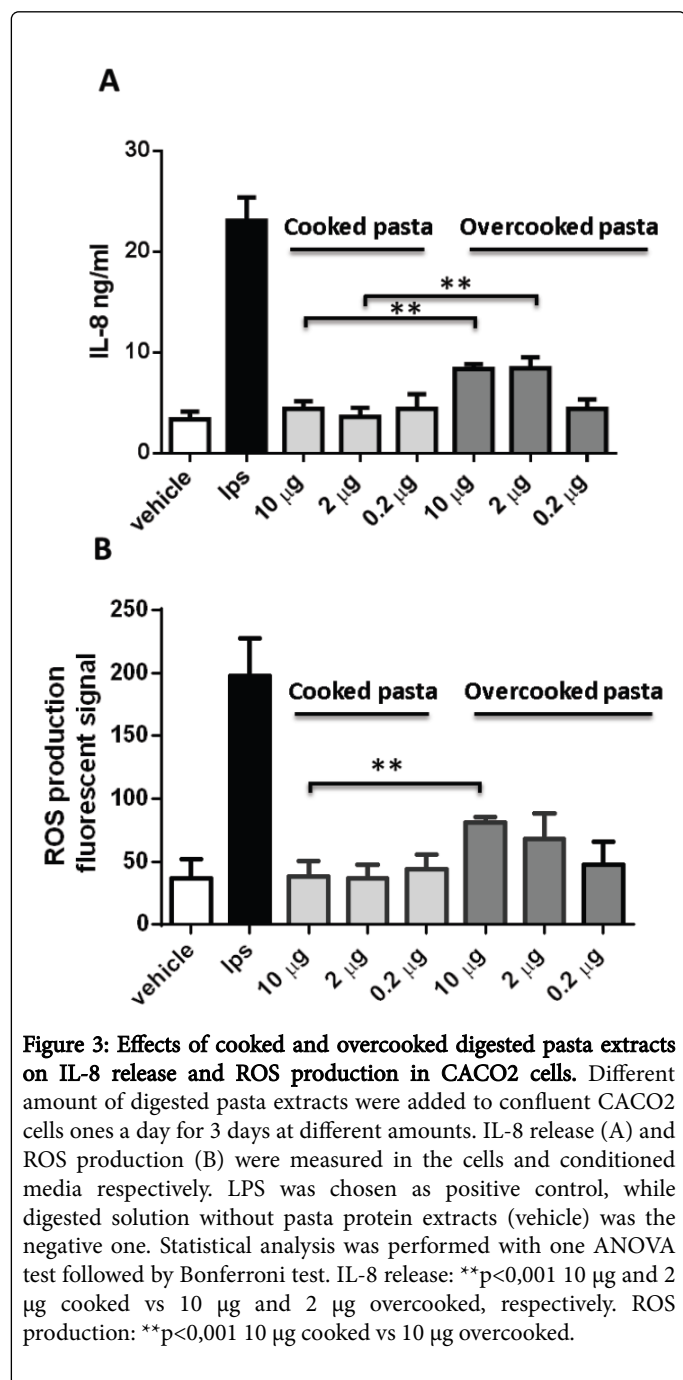 A
30
20
10
0
IL-8 ng/ml
Cooked pasta
Overcooked pasta
**
**
vehicle
lps
10 μg
2 μg
0.2 μg
10 μg
2 μg
0.2 μg
B
250
200
150
100
50
0
ROS production
fluorescent signal
Cooked pasta
Overcooked pasta
**
vehicle
lps
10 μg
2 μg
0.2 μg
10 μg
2 μg
0.2 μg
Figure 3: Effects of cooked and overcooked digested pasta extracts
on IL-8 release and ROS production in CACO2 cells. Different
amount of digested pasta extracts were added to confluent CACO2
cells ones a day for 3 days at different amounts. IL-8 release (A) and
ROS production (B) were measured in the cells and conditioned
media respectively. LPS was chosen as positive control, while
digested solution without pasta protein extracts (vehicle) was the
negative one. Statistical analysis was performed with one ANOVA
test followed by Bonferroni test. IL-8 release: **p<0,001 10 μg and 2
μg cooked vs 10 μg and 2 μg overcooked, respectively. ROS
production: **p<0,001 10 μg cooked vs 10 μg overcooked.